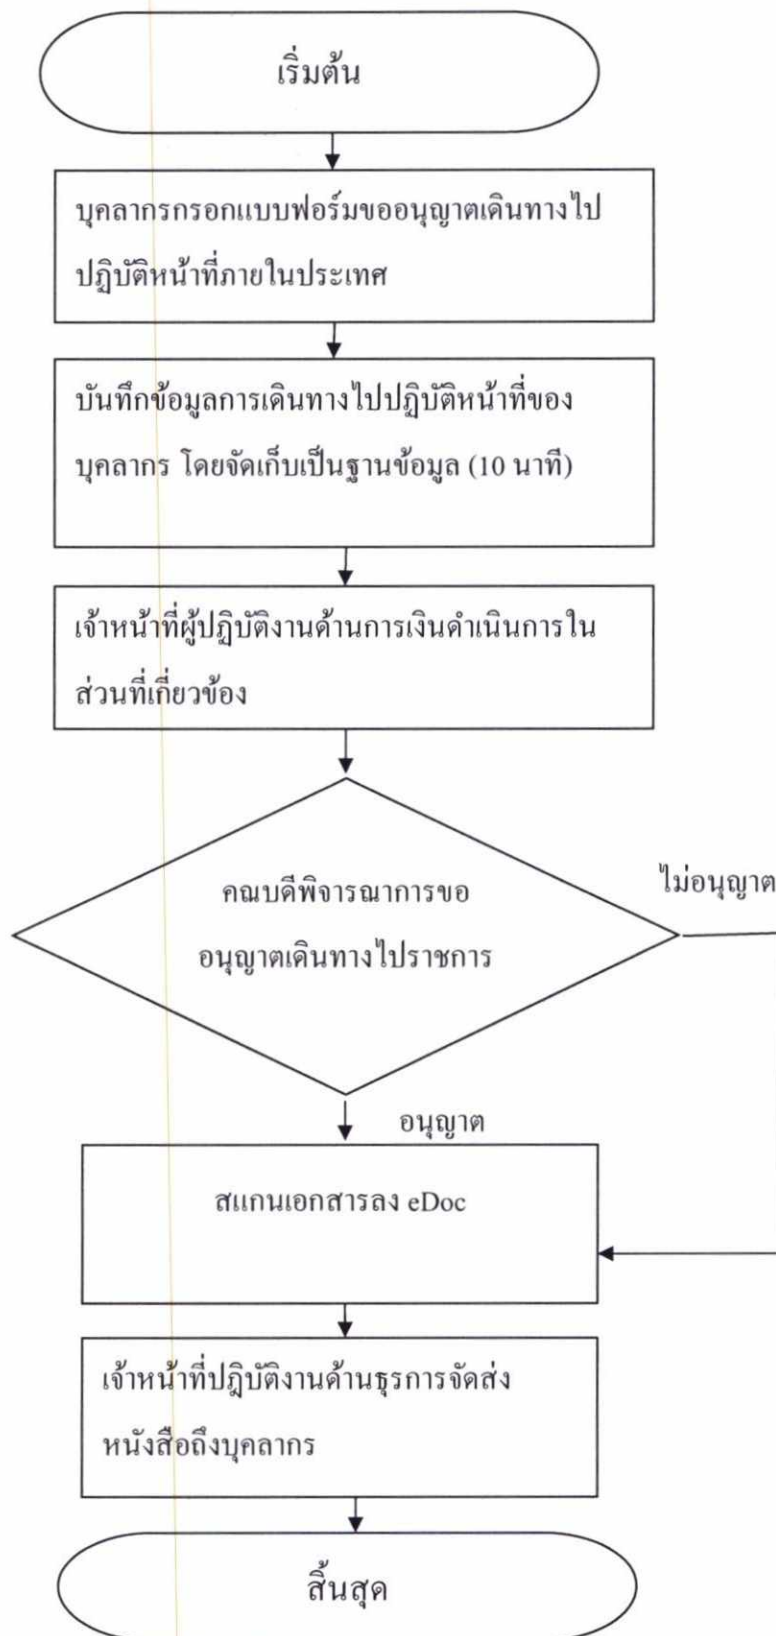 เริ่มต้น
บุคลากรกรอกแบบฟอร์มขออนุญาตเดินทางไป
ปฏิบัติหน้าที่ภายในประเทศ
บันทึกข้อมูลการเดินทางไปปฏิบัติหน้าที่ของ
บุคลากร โดยจัดเก็บเป็นฐานข้อมูล (10 นาที)
เจ้าหน้าที่ผู้ปฏิบัติงานด้านการเงินดำเนินการใน
ส่วนที่เกี่ยวข้อง
คณบดีพิจารณาการขอ
อนุญาตเดินทางไปราชการ
ไม่อนุญาต
อนุญาต
สแกนเอกสารลง eDoc
เจ้าหน้าที่ปฏิบัติงานด้านธุรการจัดส่ง
หนังสือถึงบุคลากร
สิ้นสุด